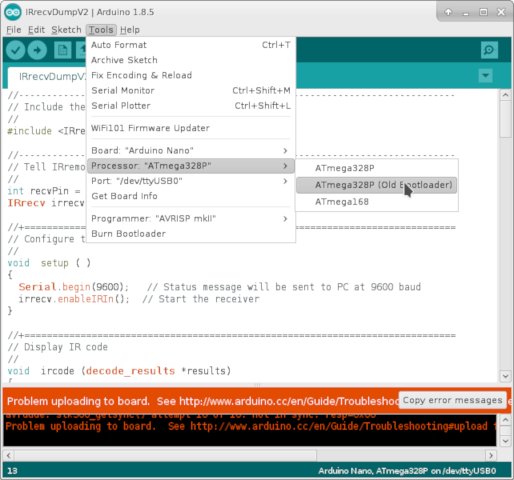 IRrecvDumpV2 | Arduino 1.8.5
File Edit Sketch Tools Help
IRrecvDumpV2
Auto Format Ctrl+T
Archive Sketch
Fix Encoding & Reload
Serial Monitor Ctrl+Shift+M
Serial Plotter Ctrl+Shift+L
WiFi101 Firmware Updater
Board: "Arduino Nano"
Processor: "ATmega328P"
Port: "/dev/ttyUSB0"
Get Board Info
Programmer: "AVRISP mkII"
Burn Bootloader
ATmega328P
ATmega328P (Old Bootloader)
ATmega168
//
// Include the
//
#include <IRr
//
// Tell IRremo
//
int recvPin =
IRrecv irrecv
//+=============================================================================
// Configure t
//
void setup ( )
{
Serial.begin(9600); // Status message will be sent to PC at 9600 baud
irrecv.enableIRIn(); // Start the receiver
}
//+=============================================================================
// Display IR code
//
void ircode (decode_results *results)
{
Problem uploading to board. See http://www.arduino.cc/en/Guide/Troubleshoo
Copy error messages
avrdude: stk500_getsync() attempt 10 of 10: not in sync: resp=0x00
Problem uploading to board. See http://www.arduino.cc/en/Guide/Troubleshooting#upload
13
Arduino Nano, ATmega328P on /dev/ttyUSB0